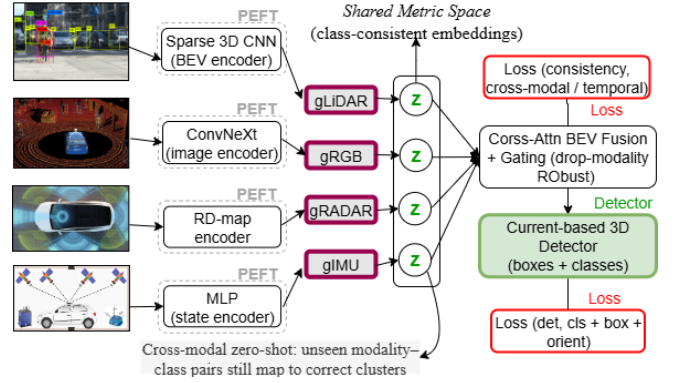 PEFT
Sparse 3D CNN
(BEV encoder)
PEFT
ConvNeXt
(image encoder)
PEFT
RD-map
encoder
PEFT
MLP
(state encoder)
gLiDAR
gRGB
gRADAR
gIMU
Shared Metric Space
(class-consistent embeddings)
z
z
z
z
Cross-modal zero-shot: unseen modality–
class pairs still map to correct clusters
Loss (consistency,
cross-modal / temporal)
Loss
Corss-Attn BEV Fusion
+ Gating (drop-modality
RObust)
Detector
Current-based 3D
Detector
(boxes + classes)
Loss
Loss (det, cls + box +
orient)